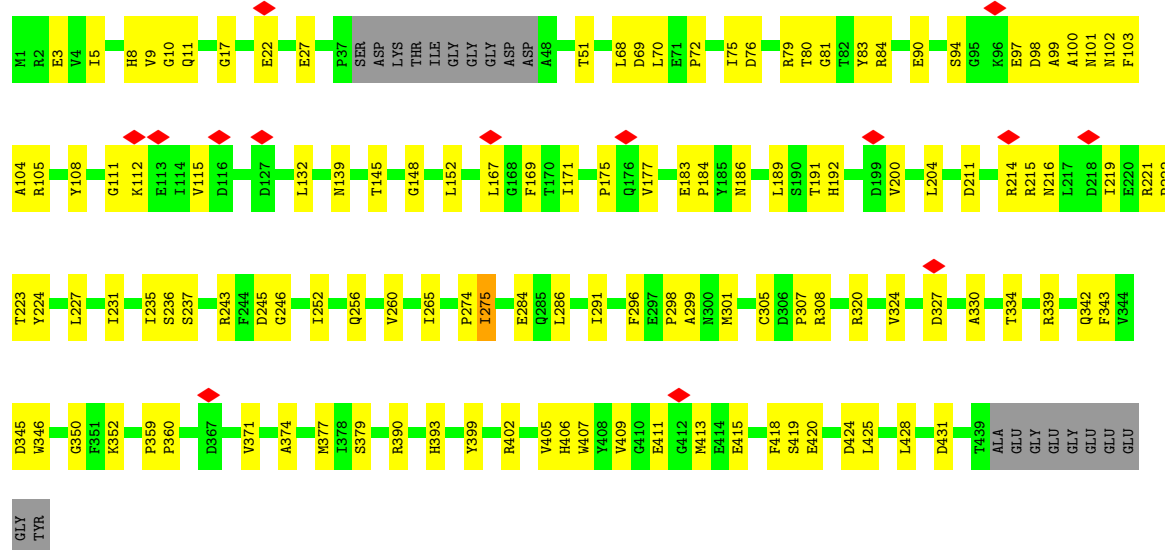 M1 R2 E3 V4 I5 H8 V9 G10 Q11 G17 E22 E27 P37 SER ASP LYS THR ILE GLY GLY GLY ASP ASP A48 T51 L68 D69 L70 E71 P72 I75 D76 R79 T80 G81 T82 Y83 R84 E90 S94 G95 K96 E97 D98 A99 A100 N101 N102 F103
A104 R105 Y108 G111 K112 E113 I114 V115 D116 D127 L132 N139 T145 G148 L152 L167 G168 F169 T170 I171 P175 Q176 V177 E183 P184 Y185 N186 L189 S190 T191 H192 D199 V200 L204 D211 R214 R215 N216 L217 D218 I219 E220 R221
T223 Y224 L227 I231 I235 S236 S237 R243 F244 D245 G246 I252 Q256 V260 I265 P274 I275 E284 Q285 L286 I291 F296 E297 P298 A299 N300 M301 C305 D306 P307 R308 R320 V324 D327 A330 T334 R339 Q342 F343 V344
D345 W346 G350 F351 K352 P359 P360 D367 V371 A374 M377 I378 S379 R390 H393 Y399 R402 V405 H406 W407 Y408 V409 G410 E411 G412 M413 E414 E415 F418 S419 E420 D424 L425 L428 D431 T439 ALA GLU GLY GLU GLY GLU GLU GLU
GLY TYR